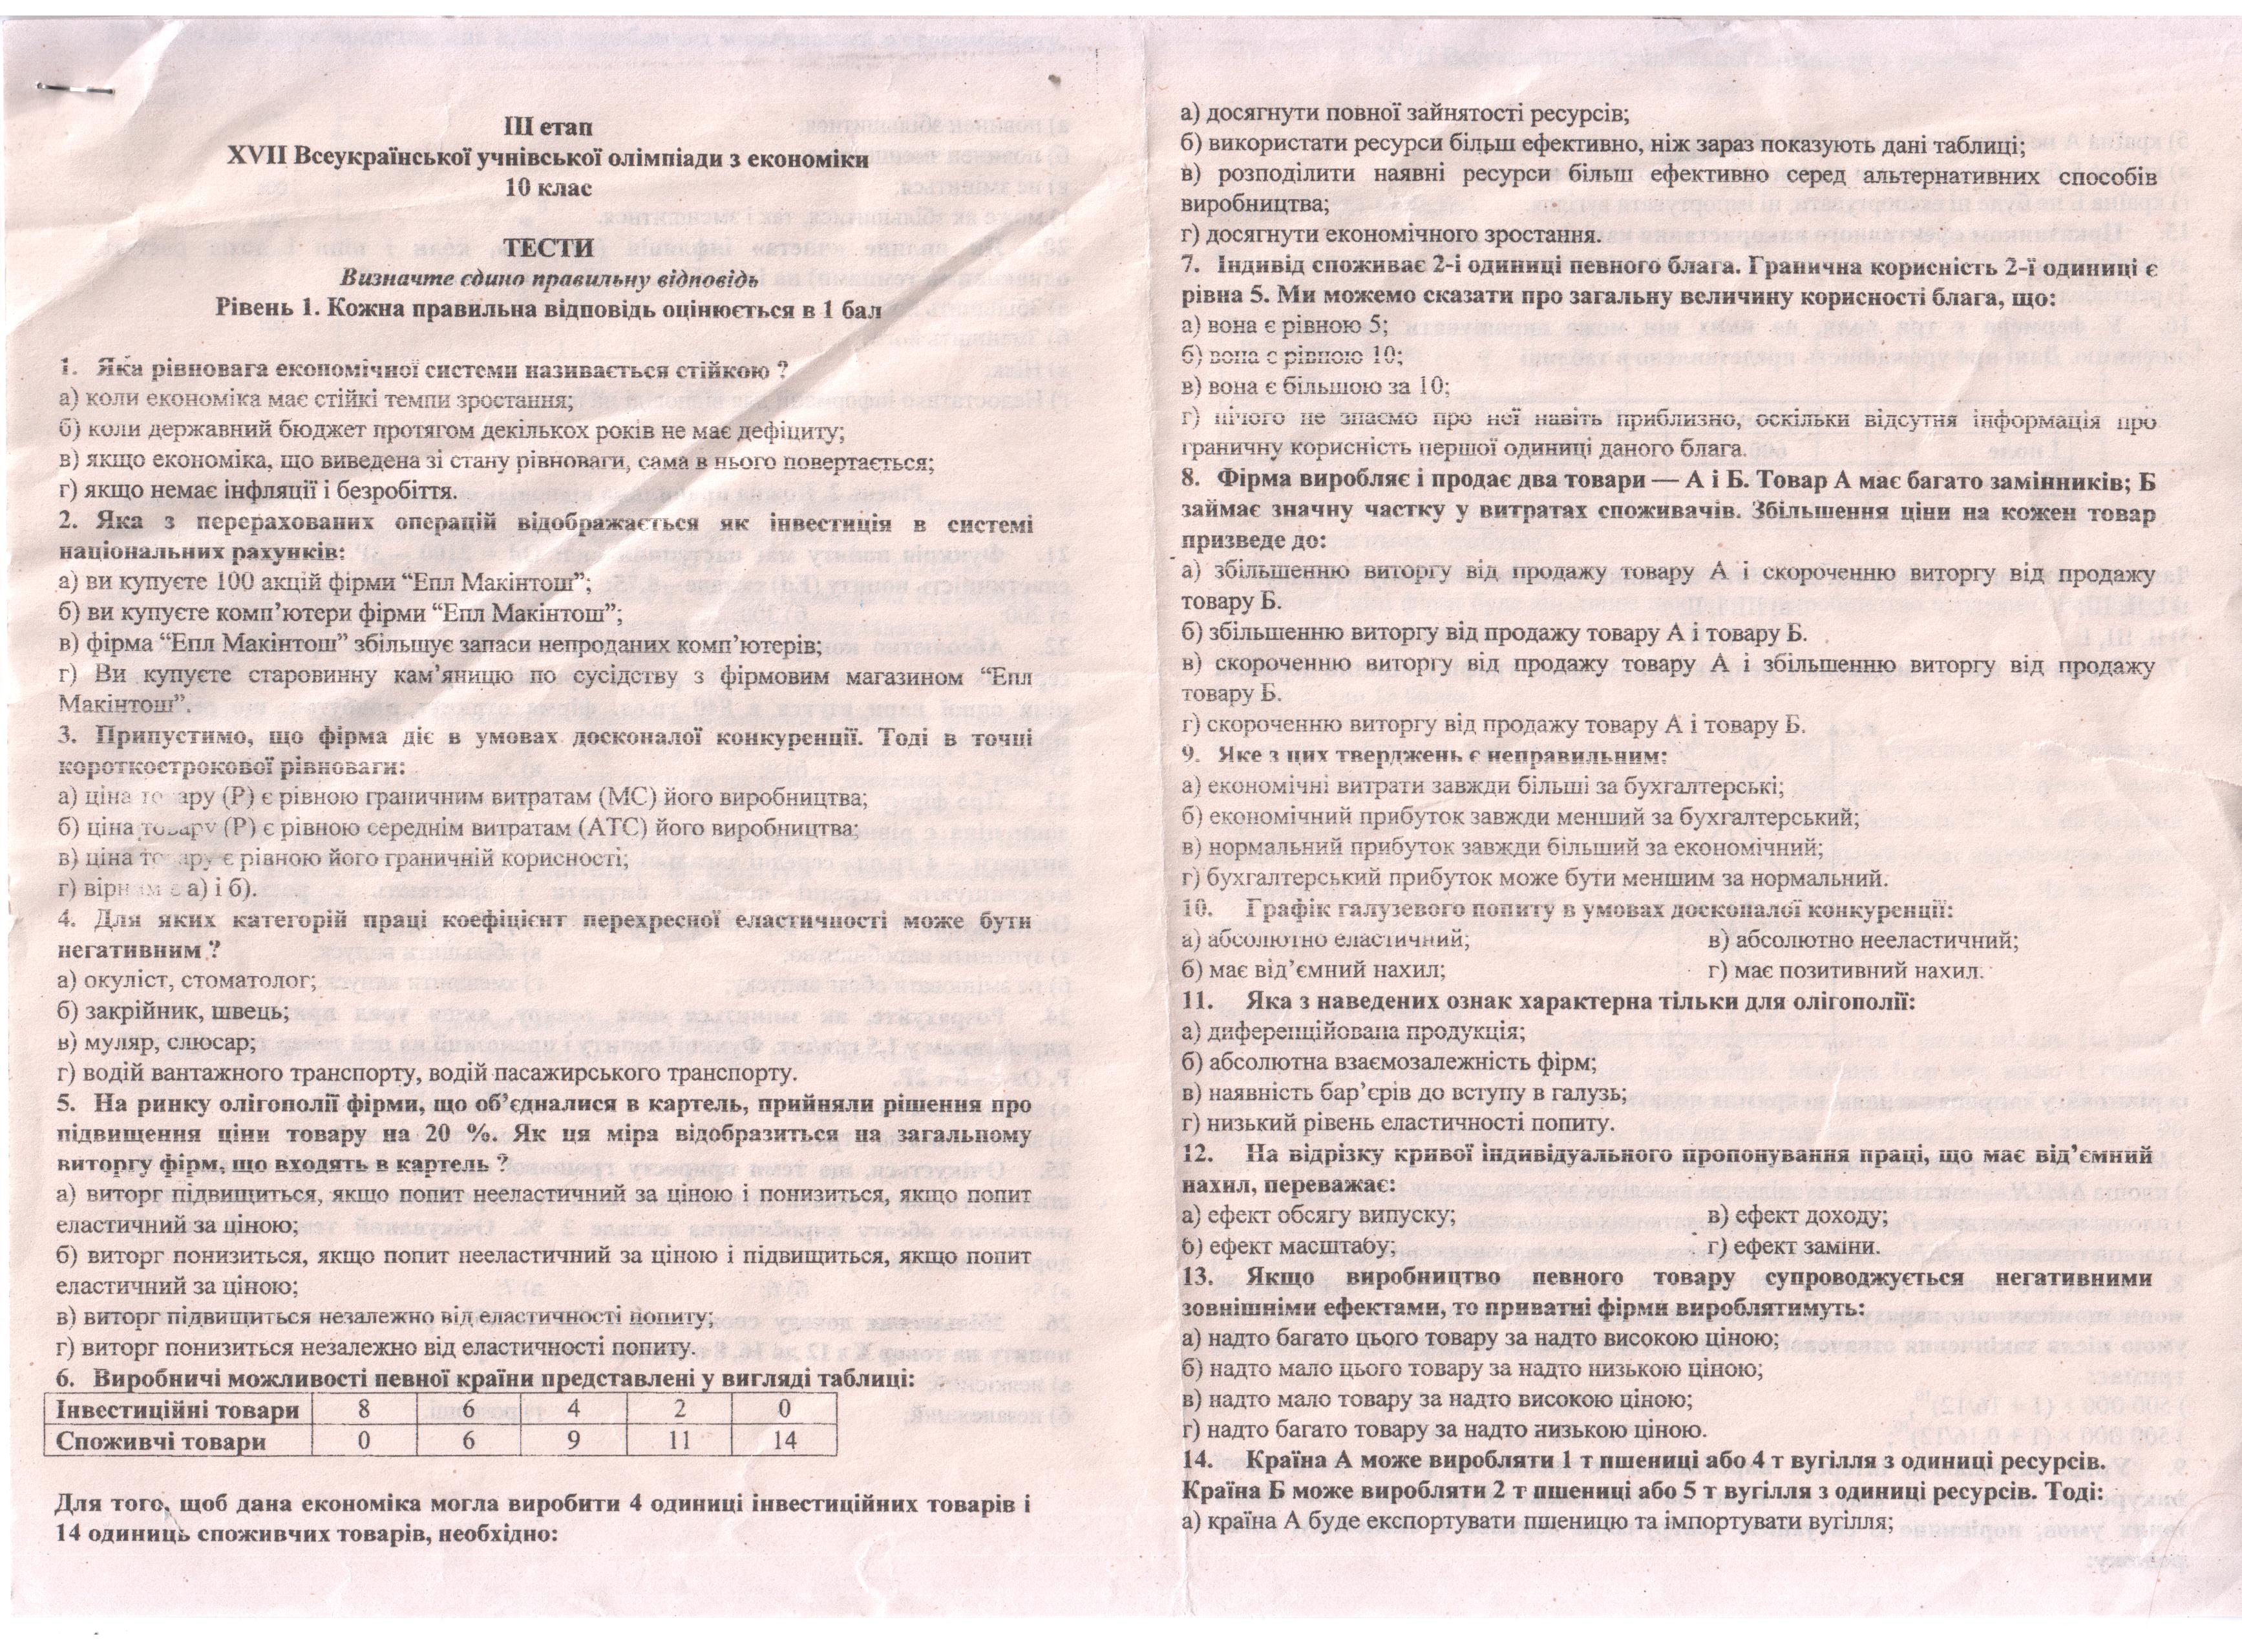 III етап
XVII Всеукраїнської учнівської олімпіади з економіки
10 клас
ТЕСТИ
Визначте єдино правильну відповідь
Рівень 1. Кожна правильна відповідь оцінюється в 1 бал
1. Яка рівновага економічної системи називається стійкою ?
а) коли економіка має стійкі темпи зростання;
б) коли державний бюджет протягом декількох років не має дефіциту;
в) якщо економіка, що виведена зі стану рівноваги, сама в нього повертається;
г) якщо немає інфляції і безробіття.
2. Яка з перерахованих операцій відображається як інвестиція в системі
національних рахунків:
а) ви купуєте 100 акцій фірми “Епл Макінтош”;
б) ви купуєте комп’ютери фірми “Епл Макінтош”;
в) фірма “Епл Макінтош” збільшує запаси непроданих комп’ютерів;
г) Ви купуєте старовинну кам’яницю по сусідству з фірмовим магазином “Епл
Макінтош”.
3. Припустимо, що фірма діє в умовах досконалої конкуренції. Тоді в точці
короткострокової рівноваги:
а) ціна товару (Р) є рівною граничним витратам (МС) його виробництва;
б) ціна товару (Р) є рівною середнім витратам (АТС) його виробництва;
в) ціна товару є рівною його граничній корисності;
г) вірним є а) і б).
4. Для яких категорій праці коефіцієнт перехресної еластичності може бути
негативним ?
а) окуліст, стоматолог;
б) закрійник, швець;
в) муляр, слюсар;
г) водій вантажного транспорту, водій пасажирського транспорту.
5. На ринку олігополії фірми, що об’єдналися в картель, прийняли рішення про
підвищення ціни товару на 20 %. Як ця міра відобразиться на загальному
виторгу фірм, що входять в картель ?
а) виторг підвищиться, якщо попит нееластичний за ціною і понизиться, якщо попит
еластичний за ціною;
б) виторг понизиться, якщо попит нееластичний за ціною і підвищиться, якщо попит
еластичний за ціною;
в) виторг підвищиться незалежно від еластичності попиту;
г) виторг понизиться незалежно від еластичності попиту.
6. Виробничі можливості певної країни представлені у вигляді таблиці:
Інвестиційні товари 8 6 4 2 0
Споживчі товари 0 6 9 11 14
Для того, щоб дана економіка могла виробити 4 одиниці інвестиційних товарів і
14 одиниць споживчих товарів, необхідно:
а) досягнути повної зайнятості ресурсів;
б) використати ресурси більш ефективно, ніж зараз показують дані таблиці;
в) розподілити наявні ресурси більш ефективно серед альтернативних способів
виробництва;
г) досягнути економічного зростання.
7. Індивід споживає 2-і одиниці певного блага. Гранична корисність 2-ї одиниці є
рівна 5. Ми можемо сказати про загальну величину корисності блага, що:
а) вона є рівною 5;
б) вона є рівною 10;
в) вона є більшою за 10;
г) нічого не знаємо про неї навіть приблизно, оскільки відсутня інформація про
граничну корисність першої одиниці даного блага.
8. Фірма виробляє і продає два товари — А і Б. Товар А має багато замінників; Б
займає значну частку у витратах споживачів. Збільшення ціни на кожен товар
призведе до:
а) збільшенню виторгу від продажу товару А і скороченню виторгу від продажу
товару Б.
б) збільшенню виторгу від продажу товару А і товару Б.
в) скороченню виторгу від продажу товару А і збільшенню виторгу від продажу
товару Б.
г) скороченню виторгу від продажу товару А і товару Б.
9. Яке з цих тверджень є неправильним:
а) економічні витрати завжди більші за бухгалтерські;
б) економічний прибуток завжди менший за бухгалтерський;
в) нормальний прибуток завжди більший за економічний;
г) бухгалтерський прибуток може бути меншим за нормальний.
10. Графік галузевого попиту в умовах досконалої конкуренції:
а) абсолютно еластичний; в) абсолютно нееластичний;
б) має від’ємний нахил; г) має позитивний нахил.
11. Яка з наведених ознак характерна тільки для олігополії:
а) диференційована продукція;
б) абсолютна взаємозалежність фірм;
в) наявність бар’єрів до вступу в галузь;
г) низький рівень еластичності попиту.
12. На відрізку кривої індивідуального пропонування праці, що має від’ємний
нахил, переважає:
а) ефект обсягу випуску; в) ефект доходу;
б) ефект масштабу; г) ефект заміни.
13. Якщо виробництво певного товару супроводжується негативними
зовнішніми ефектами, то приватні фірми вироблятимуть:
а) надто багато цього товару за надто високою ціною;
б) надто мало цього товару за надто низькою ціною;
в) надто мало товару за надто високою ціною;
г) надто багато товару за надто низькою ціною.
14. Країна А може виробляти 1 т пшениці або 4 т вугілля з одиниці ресурсів.
Країна Б може виробляти 2 т пшениці або 5 т вугілля з одиниці ресурсів. Тоді:
а) країна А буде експортувати пшеницю та імпортувати вугілля;